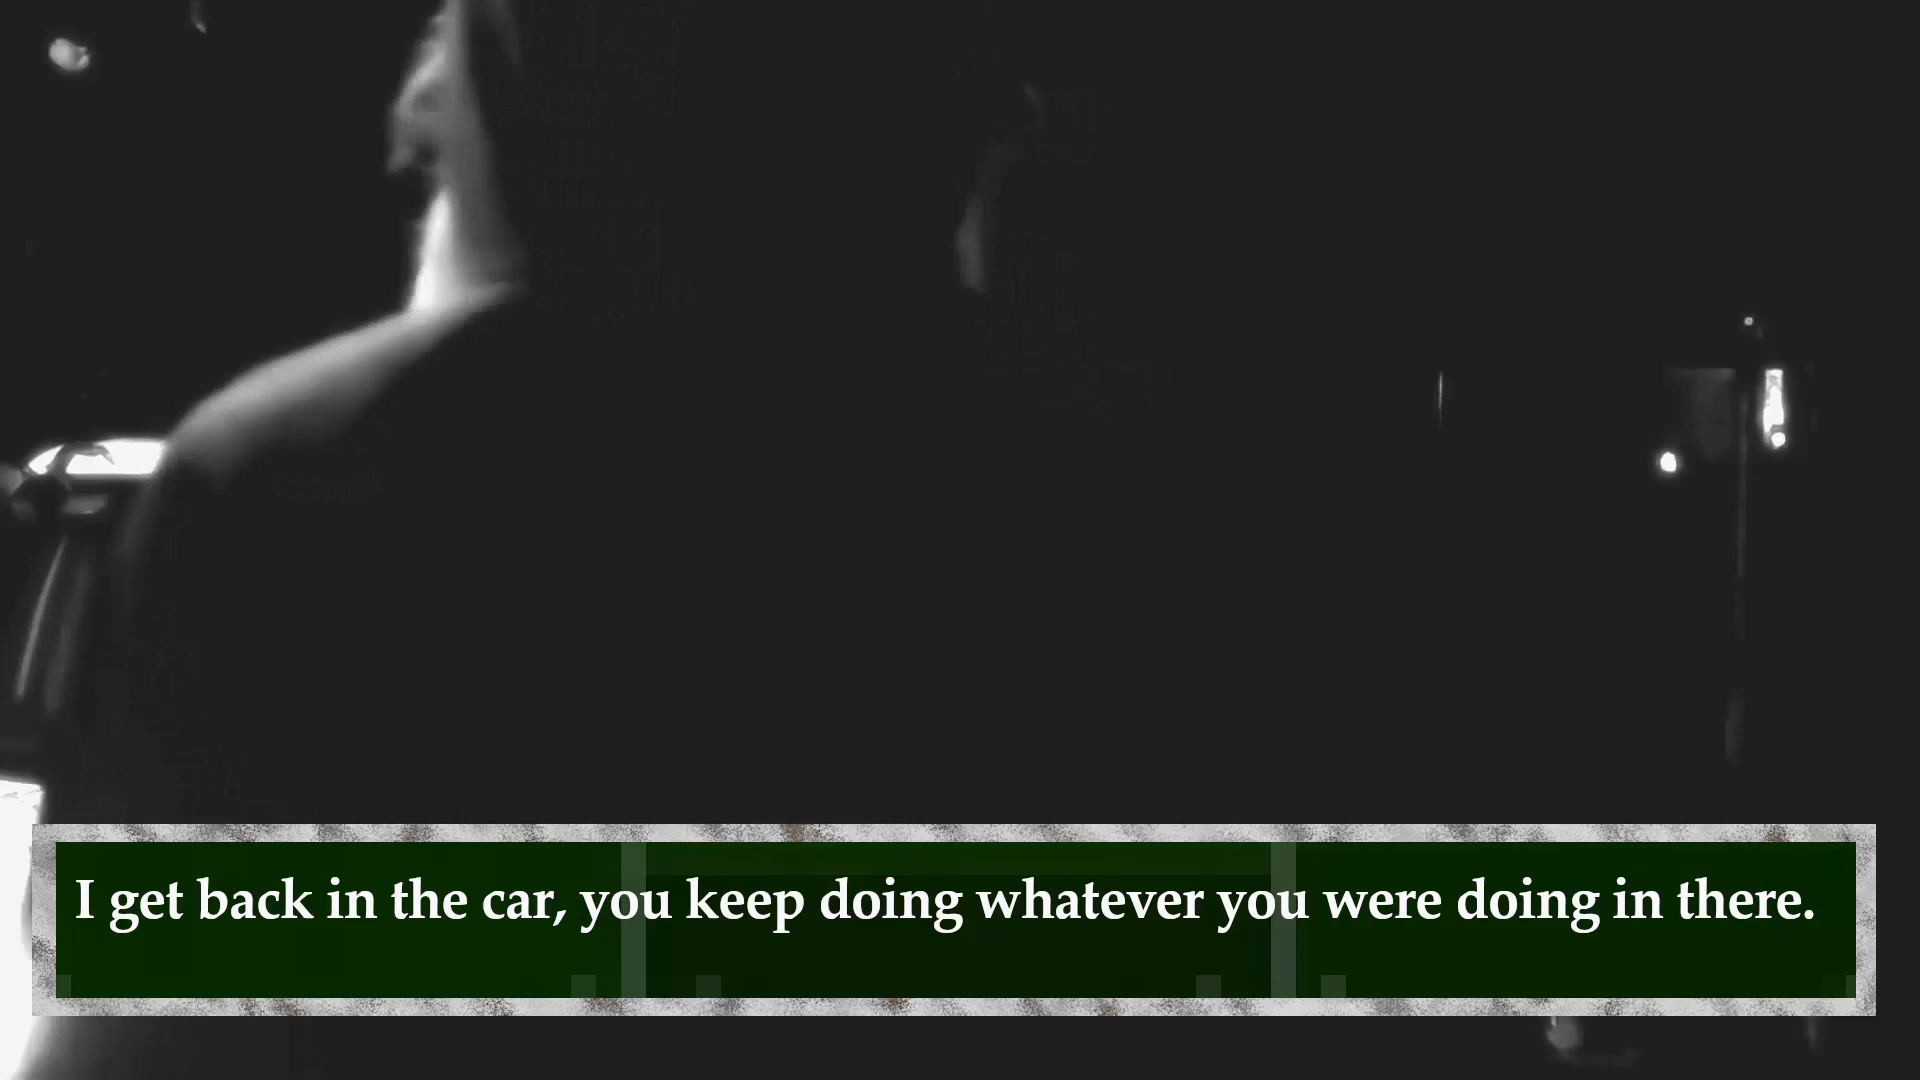 I get back in the car, you keep doing whatever you were doing in there.